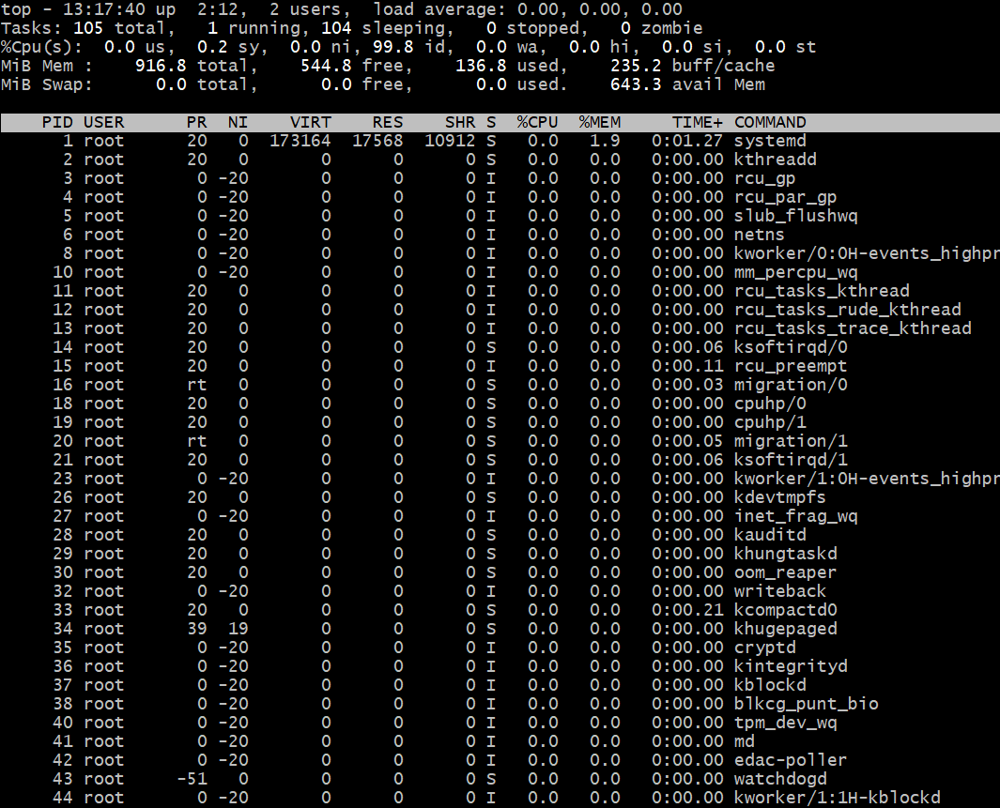 top - 13:17:40 up  2:12,  2 users,  load average: 0.00, 0.00, 0.00
Tasks: 105 total,   1 running, 104 sleeping,   0 stopped,   0 zombie
%Cpu(s):  0.0 us,  0.2 sy,  0.0 ni, 99.8 id,  0.0 wa,  0.0 hi,  0.0 si,  0.0 st
MiB Mem :    916.8 total,    544.8 free,    136.8 used,    235.2 buff/cache
MiB Swap:      0.0 total,      0.0 free,      0.0 used.    643.3 avail Mem
PID USER      PR  NI    VIRT    RES    SHR S  %CPU  %MEM     TIME+ COMMAND
1 root      20   0  173164  17568  10912 S   0.0   1.9   0:01.27 systemd
2 root      20   0       0      0      0 S   0.0   0.0   0:00.00 kthreadd
3 root       0 -20       0      0      0 I   0.0   0.0   0:00.00 rcu_gp
4 root       0 -20       0      0      0 I   0.0   0.0   0:00.00 rcu_par_gp
5 root       0 -20       0      0      0 I   0.0   0.0   0:00.00 slub_flushwq
6 root       0 -20       0      0      0 I   0.0   0.0   0:00.00 netns
8 root       0 -20       0      0      0 I   0.0   0.0   0:00.00 kworker/0:0H-events_highpr
10 root       0 -20       0      0      0 I   0.0   0.0   0:00.00 mm_percpu_wq
11 root      20   0       0      0      0 I   0.0   0.0   0:00.00 rcu_tasks_kthread
12 root      20   0       0      0      0 I   0.0   0.0   0:00.00 rcu_tasks_rude_kthread
13 root      20   0       0      0      0 I   0.0   0.0   0:00.00 rcu_tasks_trace_kthread
14 root      20   0       0      0      0 S   0.0   0.0   0:00.06 ksoftirqd/0
15 root      20   0       0      0      0 I   0.0   0.0   0:00.11 rcu_preempt
16 root      rt   0       0      0      0 S   0.0   0.0   0:00.03 migration/0
18 root      20   0       0      0      0 S   0.0   0.0   0:00.00 cpuhp/0
19 root      20   0       0      0      0 S   0.0   0.0   0:00.00 cpuhp/1
20 root      rt   0       0      0      0 S   0.0   0.0   0:00.05 migration/1
21 root      20   0       0      0      0 S   0.0   0.0   0:00.06 ksoftirqd/1
23 root       0 -20       0      0      0 I   0.0   0.0   0:00.00 kworker/1:0H-events_highpr
26 root      20   0       0      0      0 S   0.0   0.0   0:00.00 kdevtmpfs
27 root       0 -20       0      0      0 I   0.0   0.0   0:00.00 inet_frag_wq
28 root      20   0       0      0      0 S   0.0   0.0   0:00.00 kauditd
29 root      20   0       0      0      0 S   0.0   0.0   0:00.00 khungtaskd
30 root      20   0       0      0      0 S   0.0   0.0   0:00.00 oom_reaper
32 root       0 -20       0      0      0 I   0.0   0.0   0:00.00 writeback
33 root      20   0       0      0      0 S   0.0   0.0   0:00.21 kcompactd0
34 root      39  19       0      0      0 S   0.0   0.0   0:00.00 khugepaged
35 root       0 -20       0      0      0 I   0.0   0.0   0:00.00 cryptd
36 root       0 -20       0      0      0 I   0.0   0.0   0:00.00 kintegrityd
37 root       0 -20       0      0      0 I   0.0   0.0   0:00.00 kblockd
38 root       0 -20       0      0      0 I   0.0   0.0   0:00.00 blkcg_punt_bio
40 root       0 -20       0      0      0 I   0.0   0.0   0:00.00 tpm_dev_wq
41 root       0 -20       0      0      0 I   0.0   0.0   0:00.00 md
42 root       0 -20       0      0      0 I   0.0   0.0   0:00.00 edac-poller
43 root     -51   0       0      0      0 S   0.0   0.0   0:00.00 watchdogd
44 root       0 -20       0      0      0 I   0.0   0.0   0:00.00 kworker/1:1H-kblockd